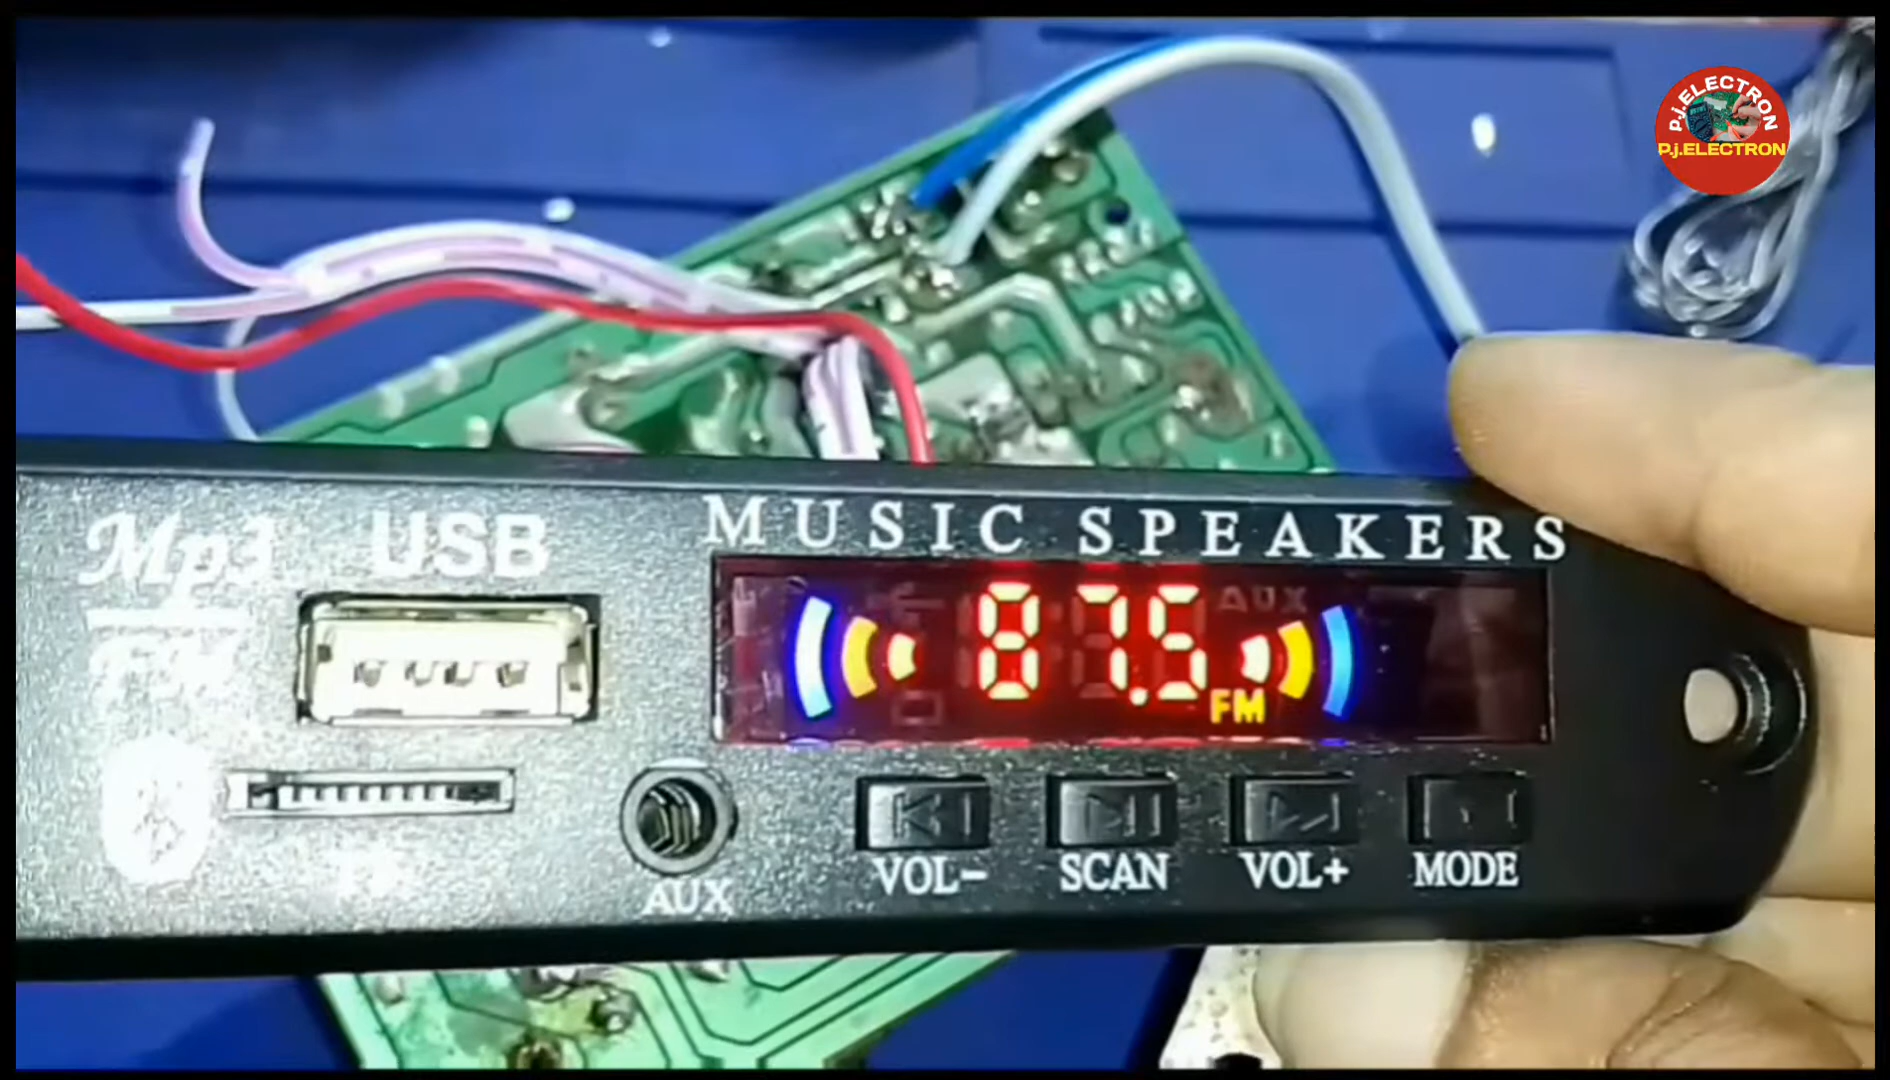 P.j.ELECTRON
P.j.ELECTRON
Mp3
USB
MUSIC SPEAKERS
AUX
87.5
FM
AUX
VOL-
SCAN
VOL+
MODE